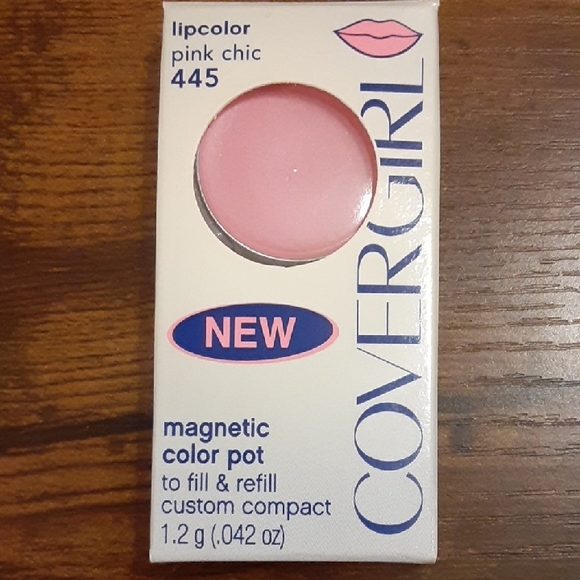 lipcolor
pink chic
445
COVERGIRL
NEW
magnetic
color pot
to fill & refill
custom compact
1.2 g (.042 oz)